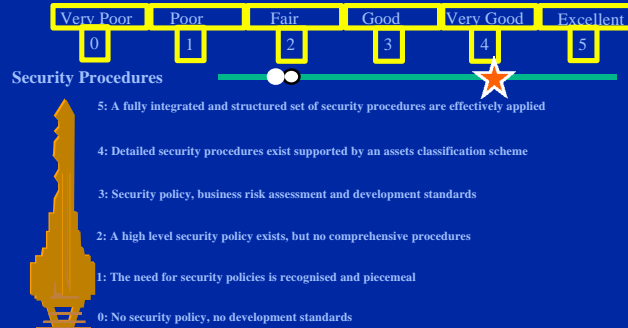 Very Poor Poor Fair Good Very Good Excellent
0 1 2 3 4 5
Security Procedures
5: A fully integrated and structured set of security procedures are effectively applied
4: Detailed security procedures exist supported by an assets classification scheme
3: Security policy, business risk assessment and development standards
2: A high level security policy exists, but no comprehensive procedures
1: The need for security policies is recognised and piecemeal
0: No security policy, no development standards